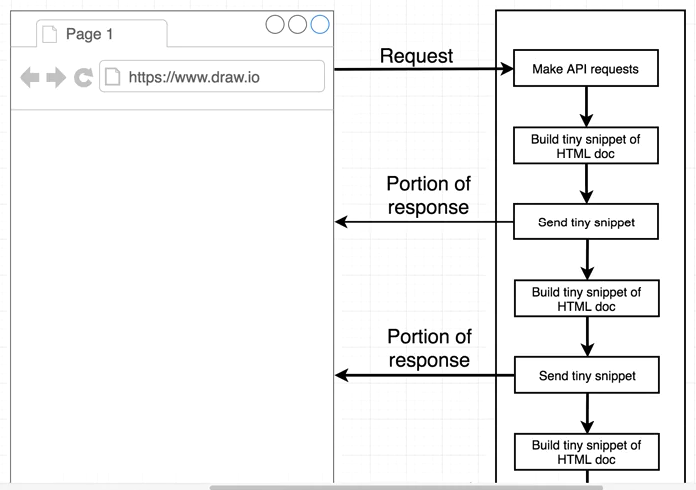 Page 1
https://www.draw.io
Request
Make API requests
Build tiny snippet of
HTML doc
Portion of
response
Send tiny snippet
Build tiny snippet of
HTML doc
Portion of
response
Send tiny snippet
Build tiny snippet of
HTML doc